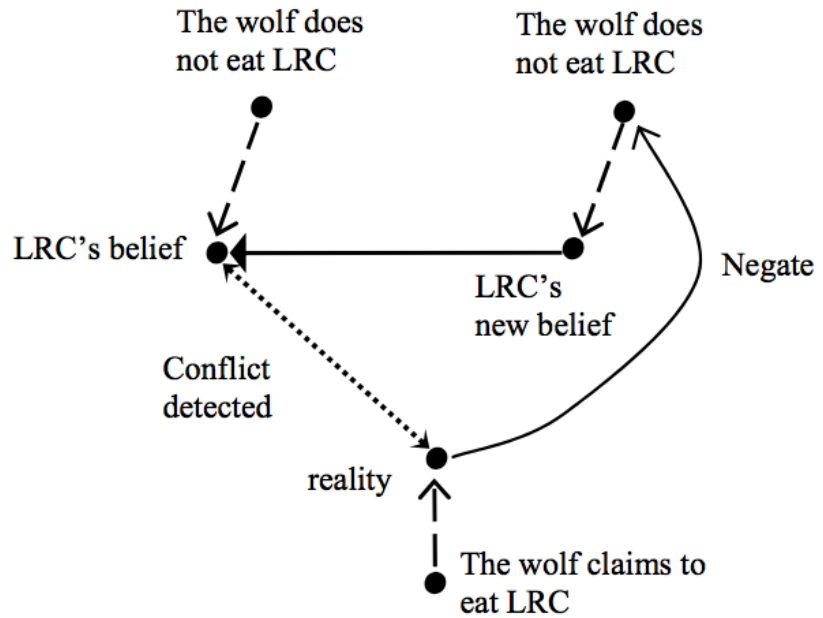 The wolf does
not eat LRC
The wolf does
not eat LRC
LRC’s belief
Negate
LRC’s
new belief
Conflict
detected
reality
The wolf claims to
eat LRC